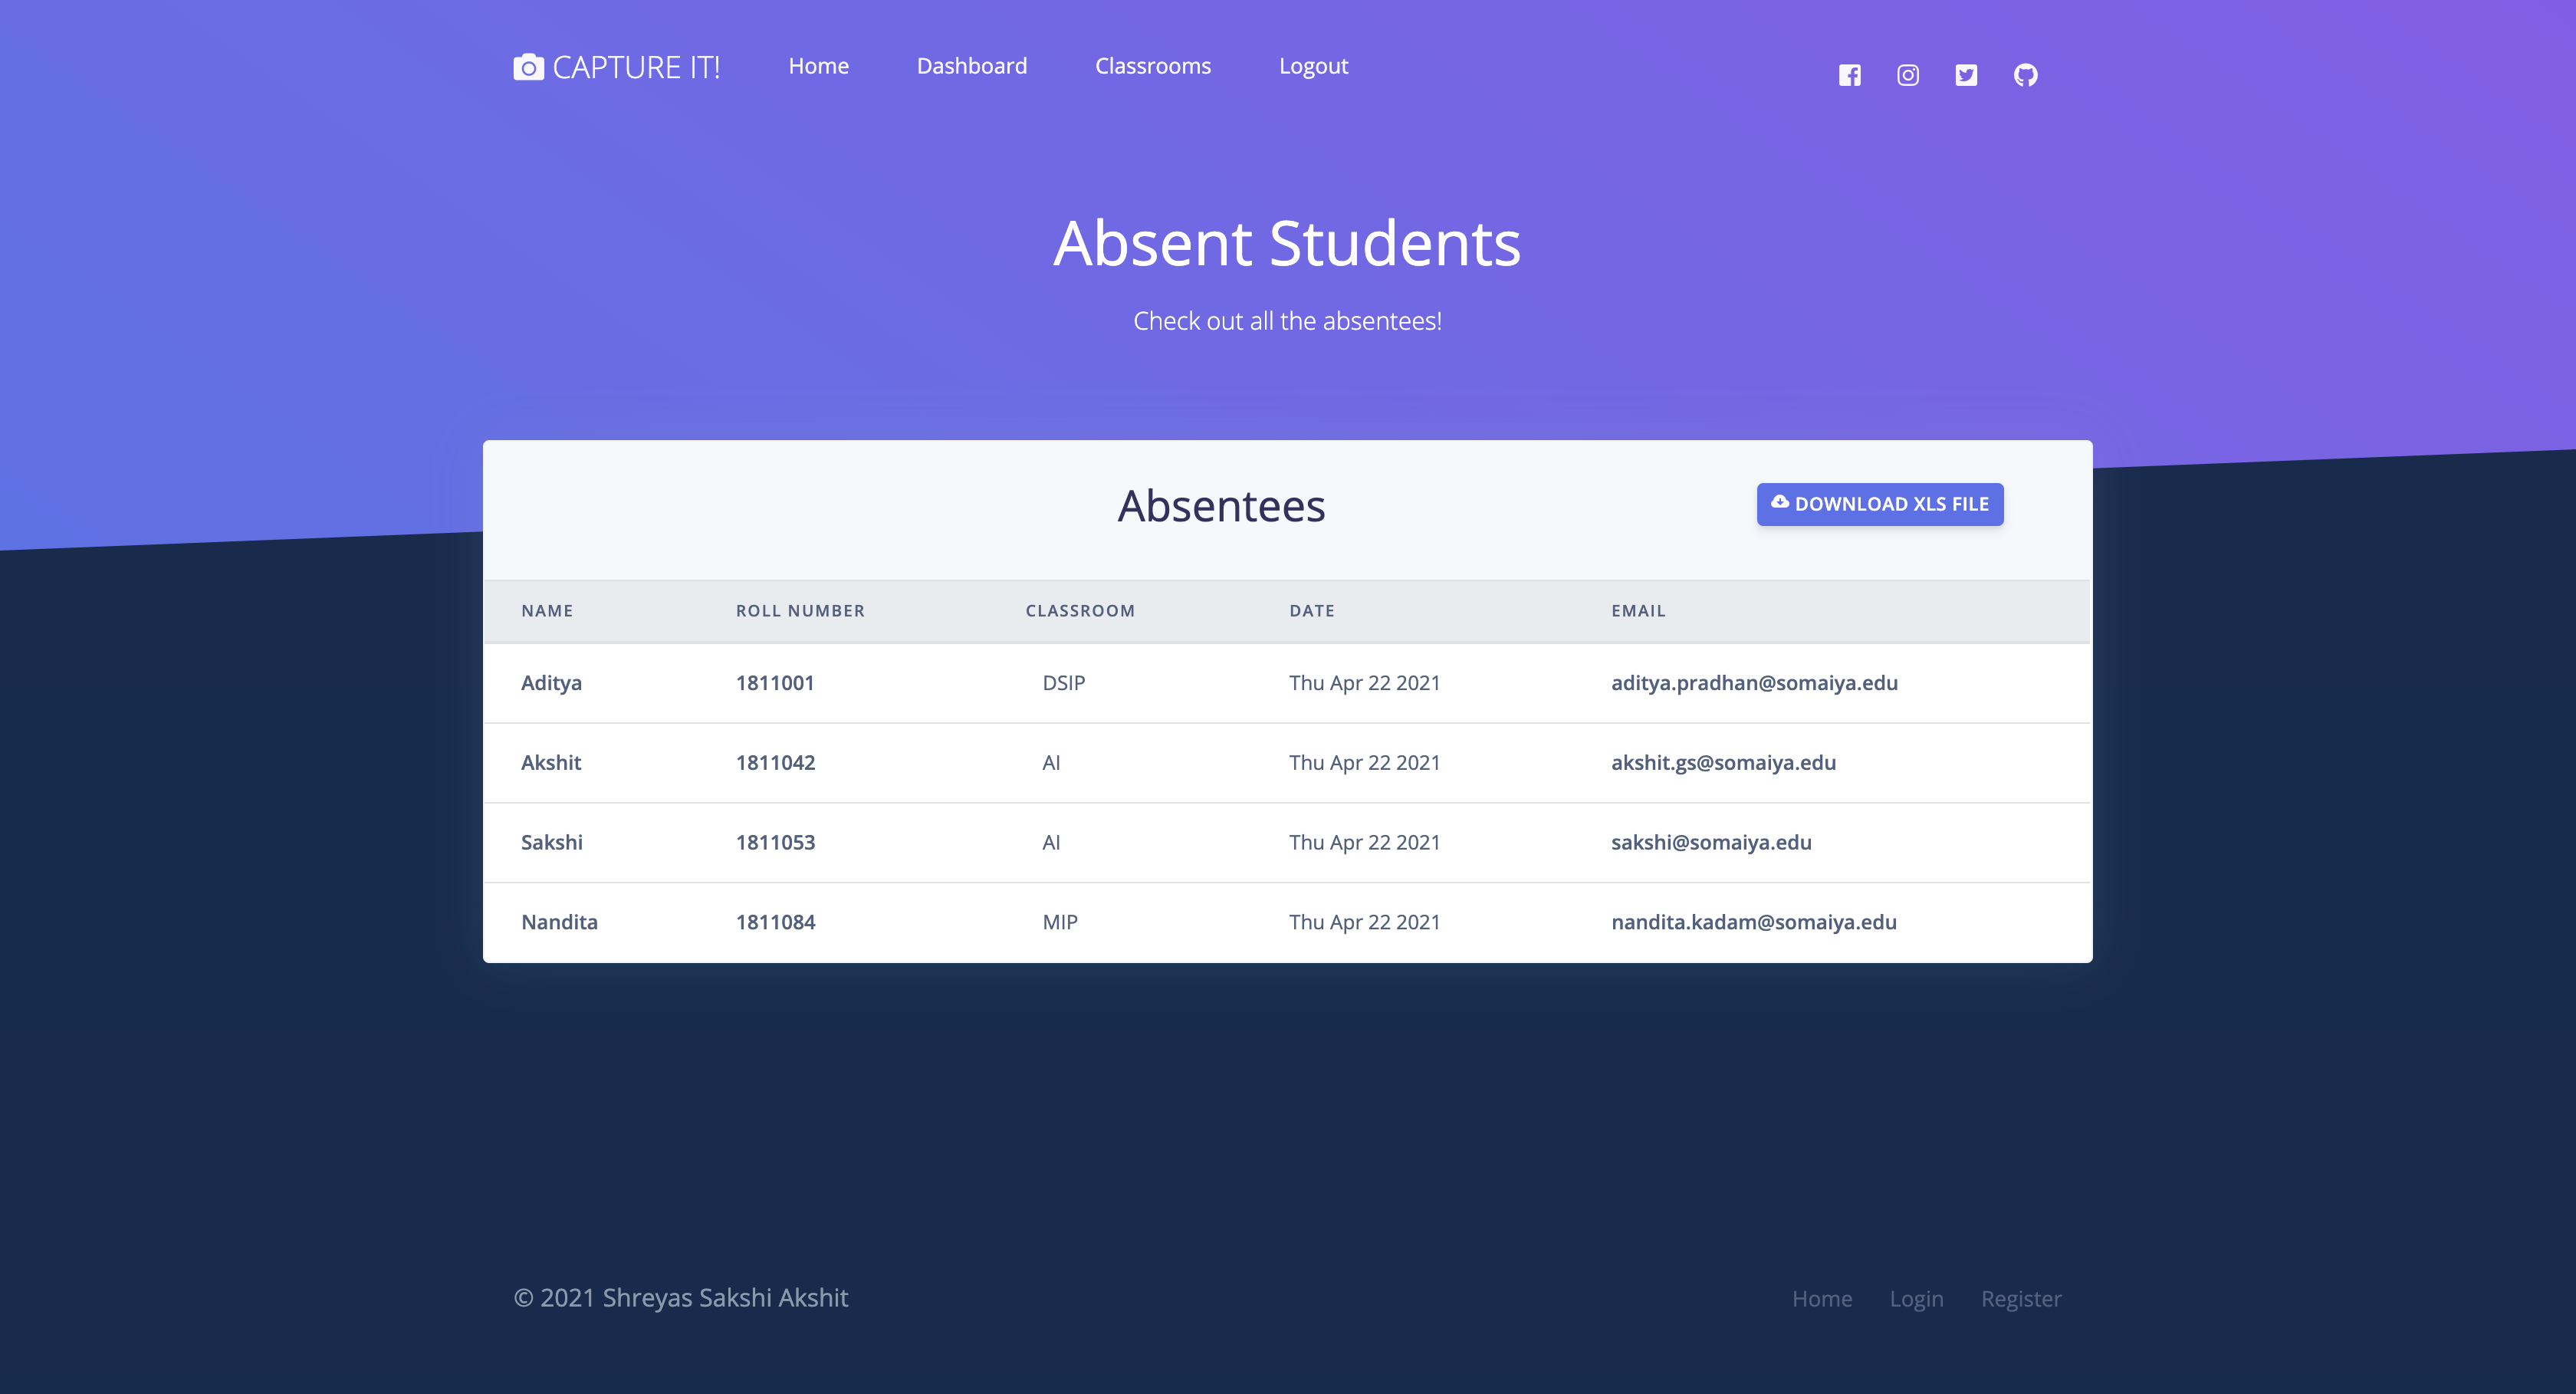 CAPTURE IT! Home Dashboard Classrooms Logout
Absent Students
Check out all the absentees!
Absentees DOWNLOAD XLS FILE
NAME ROLL NUMBER CLASSROOM DATE EMAIL
Aditya 1811001 DSIP Thu Apr 22 2021 aditya.pradhan@somaiya.edu
Akshit 1811042 AI Thu Apr 22 2021 akshit.gs@somaiya.edu
Sakshi 1811053 AI Thu Apr 22 2021 sakshi@somaiya.edu
Nandita 1811084 MIP Thu Apr 22 2021 nandita.kadam@somaiya.edu
© 2021 Shreyas Sakshi Akshit Home Login Register